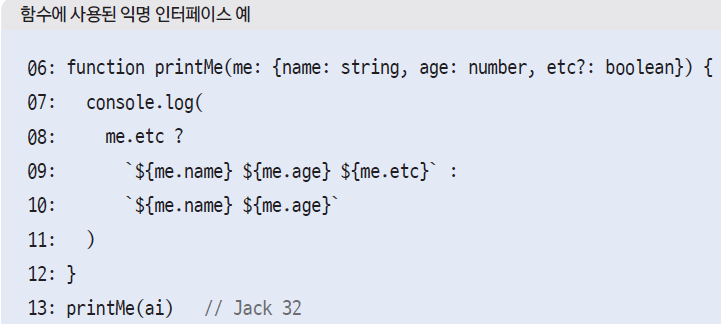 함수에 사용된 익명 인터페이스 예
06: function printMe(me: {name: string, age: number, etc?: boolean}) {
07:   console.log(
08:     me.etc ?
09:       `${me.name} ${me.age} ${me.etc}` :
10:       `${me.name} ${me.age}`
11:   )
12: }
13: printMe(ai)   // Jack 32